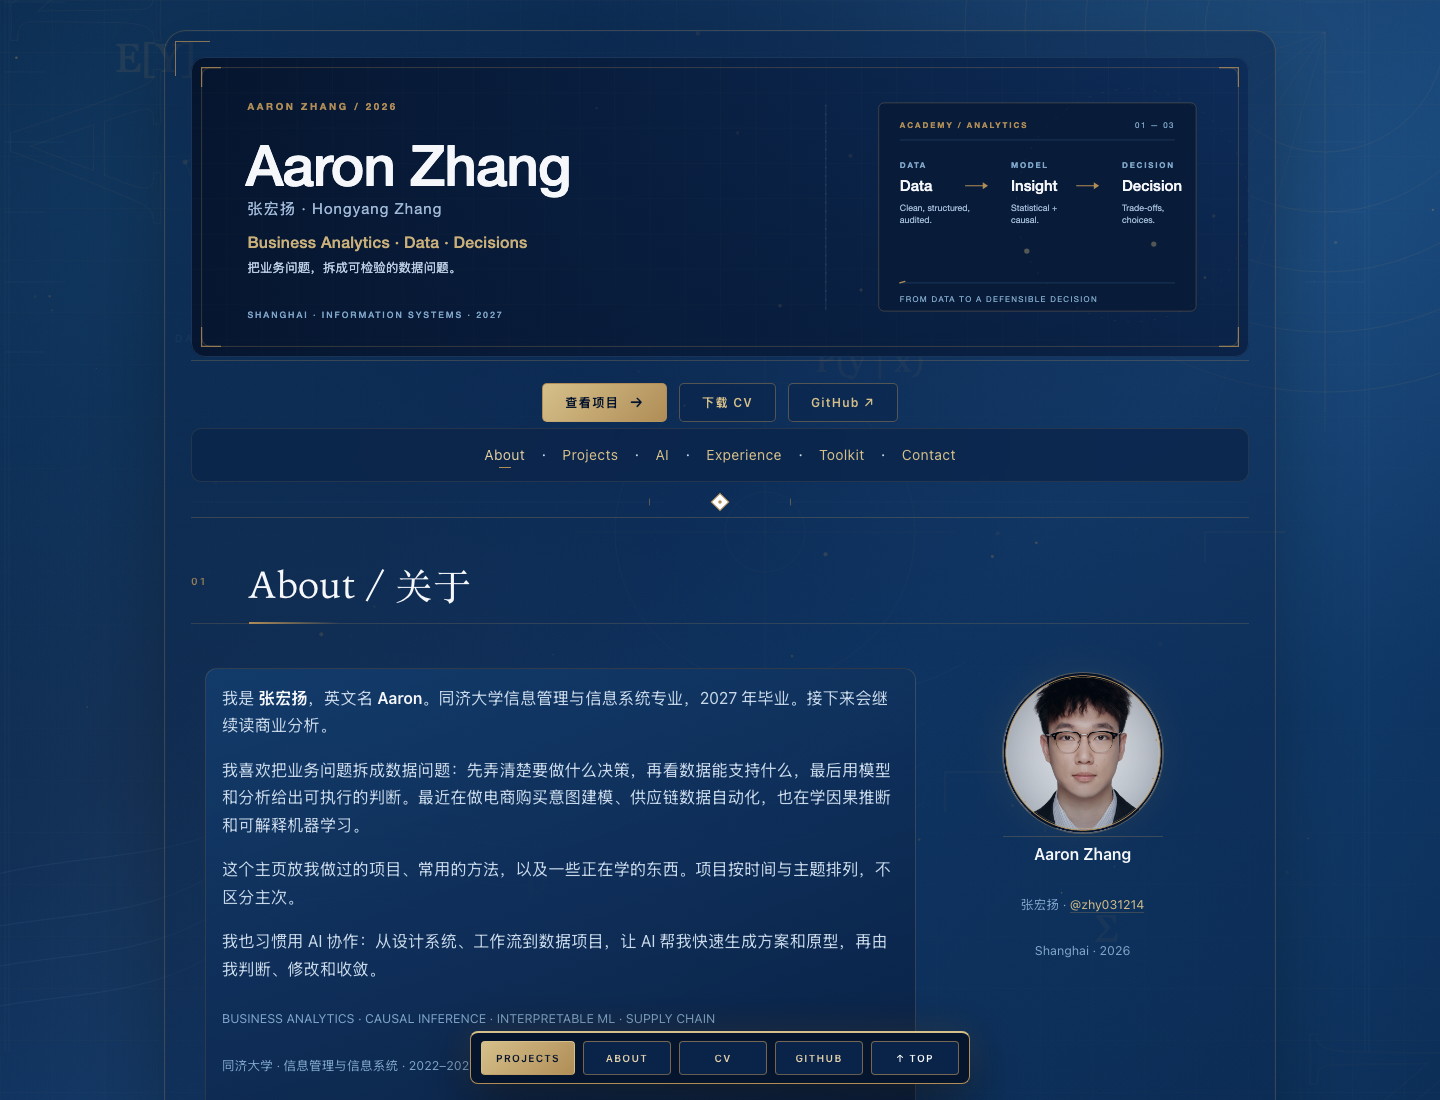 E[Y]
AARON ZHANG / 2026
Aaron Zhang
张宏扬 · Hongyang Zhang
Business Analytics · Data · Decisions
把业务问题，拆成可检验的数据问题。
SHANGHAI · INFORMATION SYSTEMS · 2027
ACADEMY / ANALYTICS
01 — 03
DATA
Data
Clean, structured,
audited.
MODEL
Insight
Statistical +
causal.
DECISION
Decision
Trade-offs,
choices.
FROM DATA TO A DEFENSIBLE DECISION
查看项目 →
下载 CV
GitHub ↗
About · Projects · AI · Experience · Toolkit · Contact
01
About / 关于
我是 张宏扬，英文名 Aaron。同济大学信息管理与信息系统专业，2027 年毕业。接下来会继
续读商业分析。
我喜欢把业务问题拆成数据问题：先弄清楚要做什么决策，再看数据能支持什么，最后用模型
和分析给出可执行的判断。最近在做电商购买意图建模、供应链数据自动化，也在学因果推断
和可解释机器学习。
这个主页放我做过的项目、常用的方法，以及一些正在学的东西。项目按时间与主题排列，不
区分主次。
我也习惯用 AI 协作：从设计系统、工作流到数据项目，让 AI 帮我快速生成方案和原型，再由
我判断、修改和收敛。
BUSINESS ANALYTICS · CAUSAL INFERENCE · INTERPRETABLE ML · SUPPLY CHAIN
同济大学 · 信息管理与信息系统 · 2022–202
Aaron Zhang
张宏扬 · @zhy031214
Σ
Shanghai · 2026
PROJECTS
ABOUT
CV
GITHUB
↑ TOP